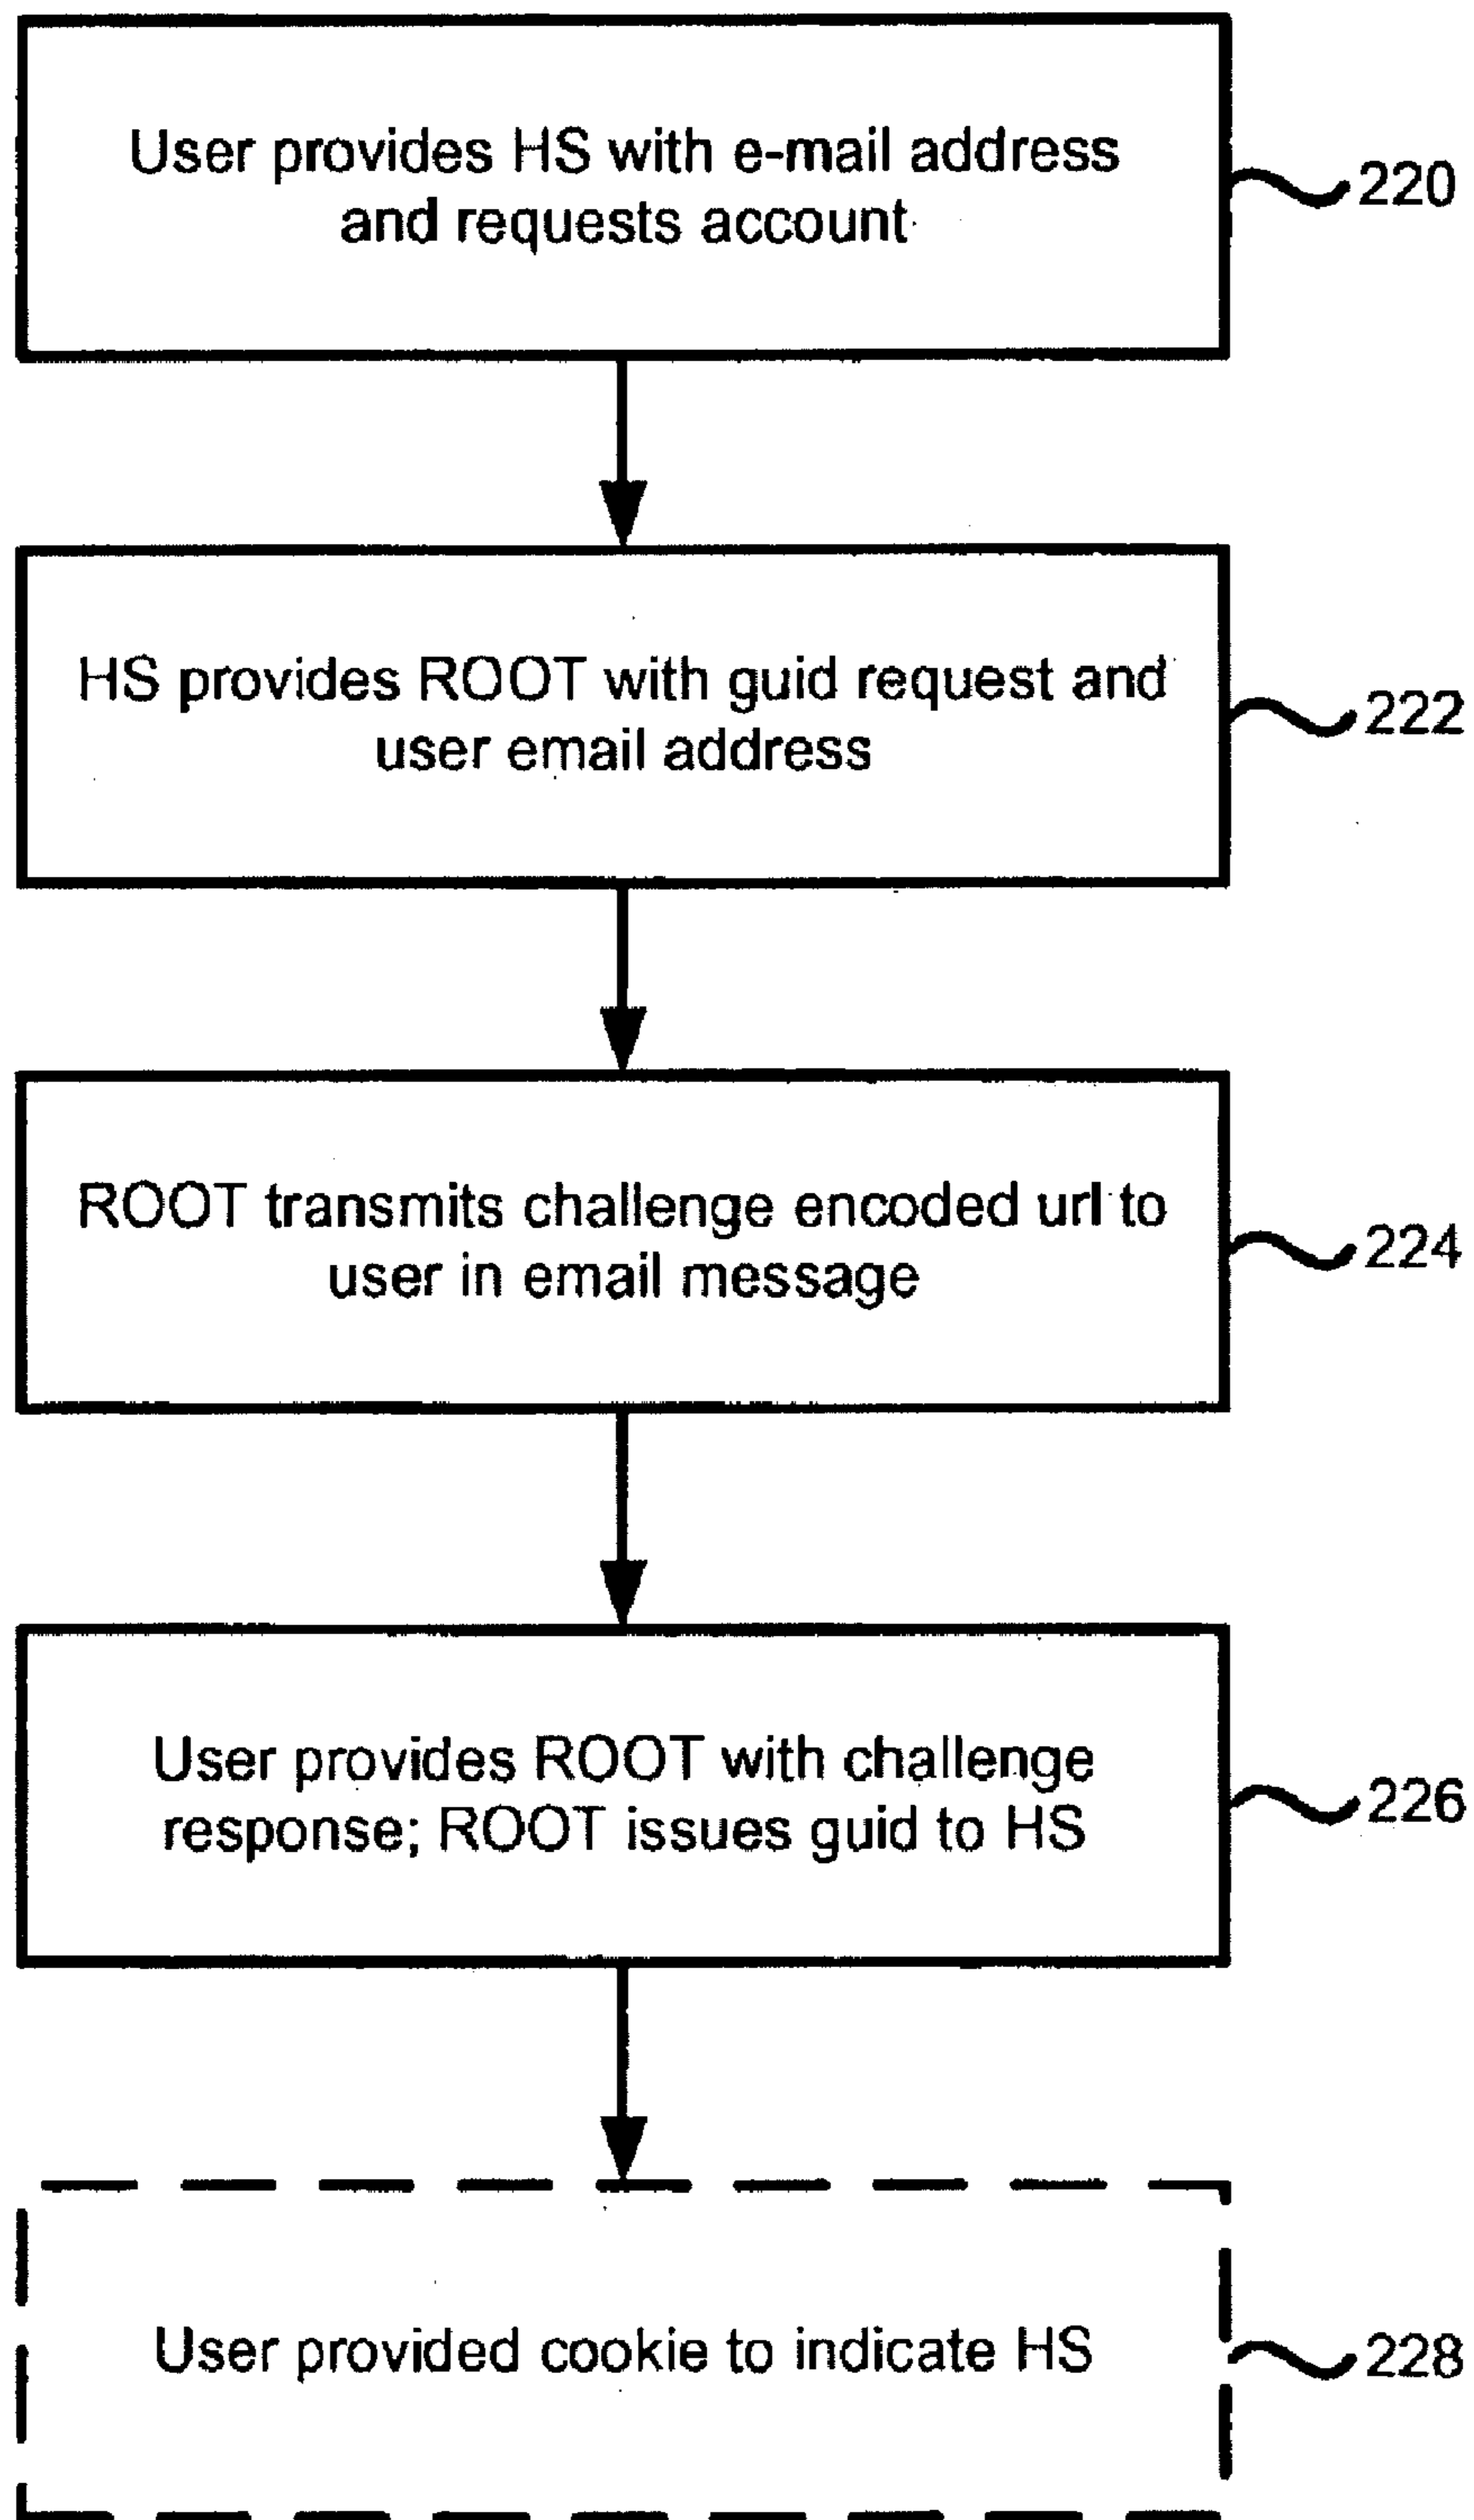 User provides HS with e-mail address
and requests account
220
HS provides ROOT with guid request and
user email address
222
ROOT transmits challenge encoded url to
user in email message
224
User provides ROOT with challenge
response; ROOT issues guid to HS
226
User provided cookie to indicate HS
228